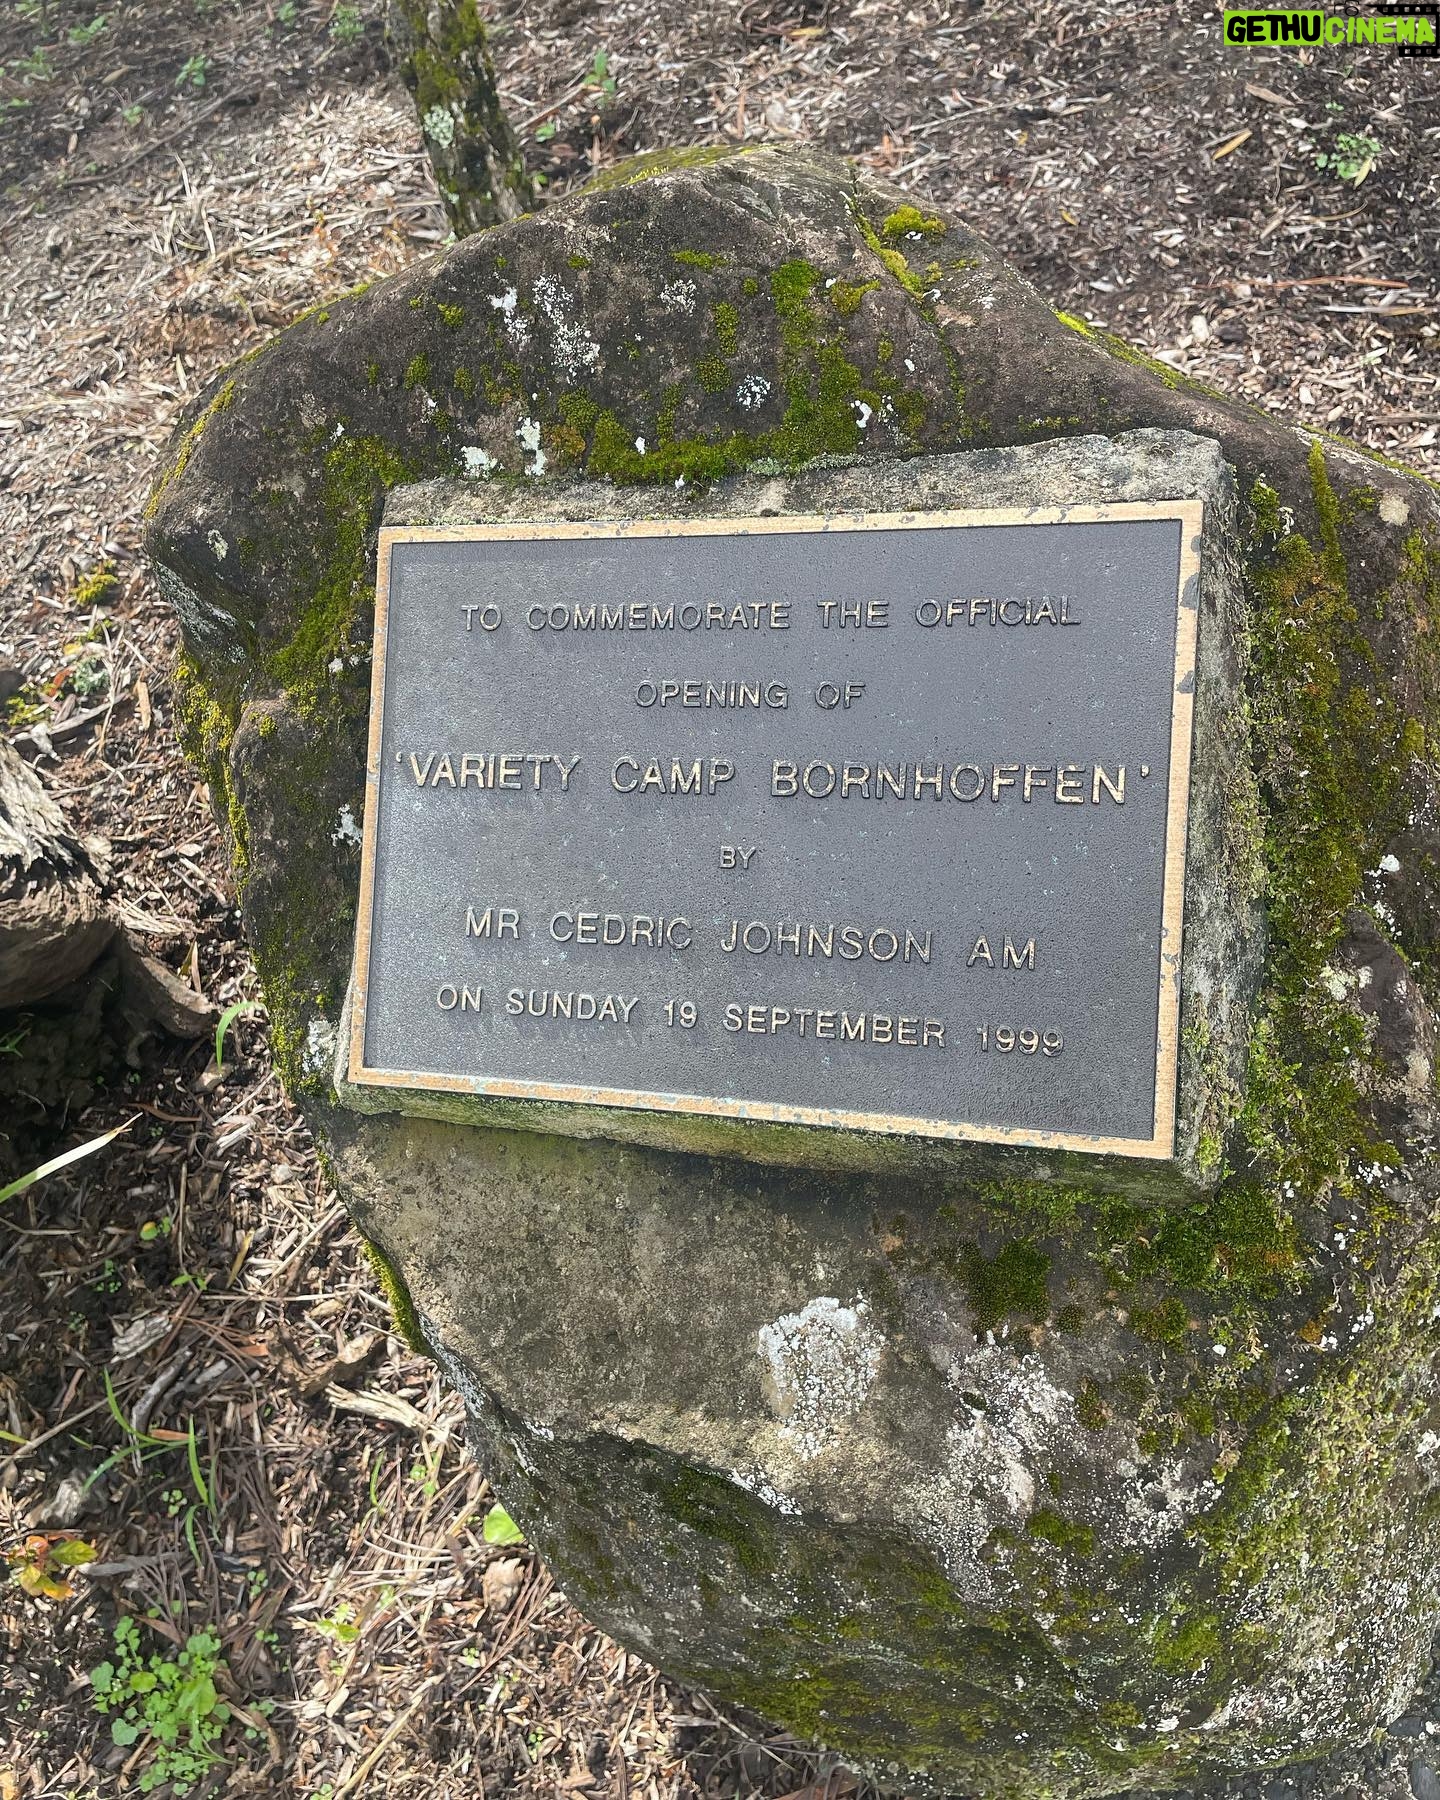 GETHU CINEMA
TO COMMEMORATE THE OFFICIAL
OPENING OF
'VARIETY CAMP BORNHOFFEN'
BY
MR CEDRIC JOHNSON AM
ON SUNDAY 19 SEPTEMBER 1999